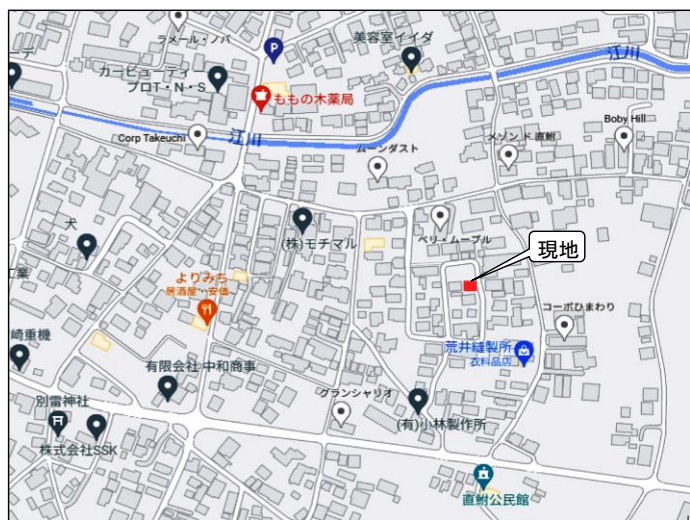 ラメール・ノバ
P
美容室イイダ
江川
カービューティー
プロT・N・S
ももの木薬局
Corp Takeuchi
江川
ムーンダスト
メゾン ド 直鮒
Boby Hill
犬
(株)モチマル
ベリ・ムーブル
現地
よりみち
居酒屋・安価
コーポひまわり
崎重機
荒井縫製所
衣料品店
有限会社 中和商事
グランシャリオ
(有)小林製作所
別雷神社
株式会社SSK
直鮒公民館